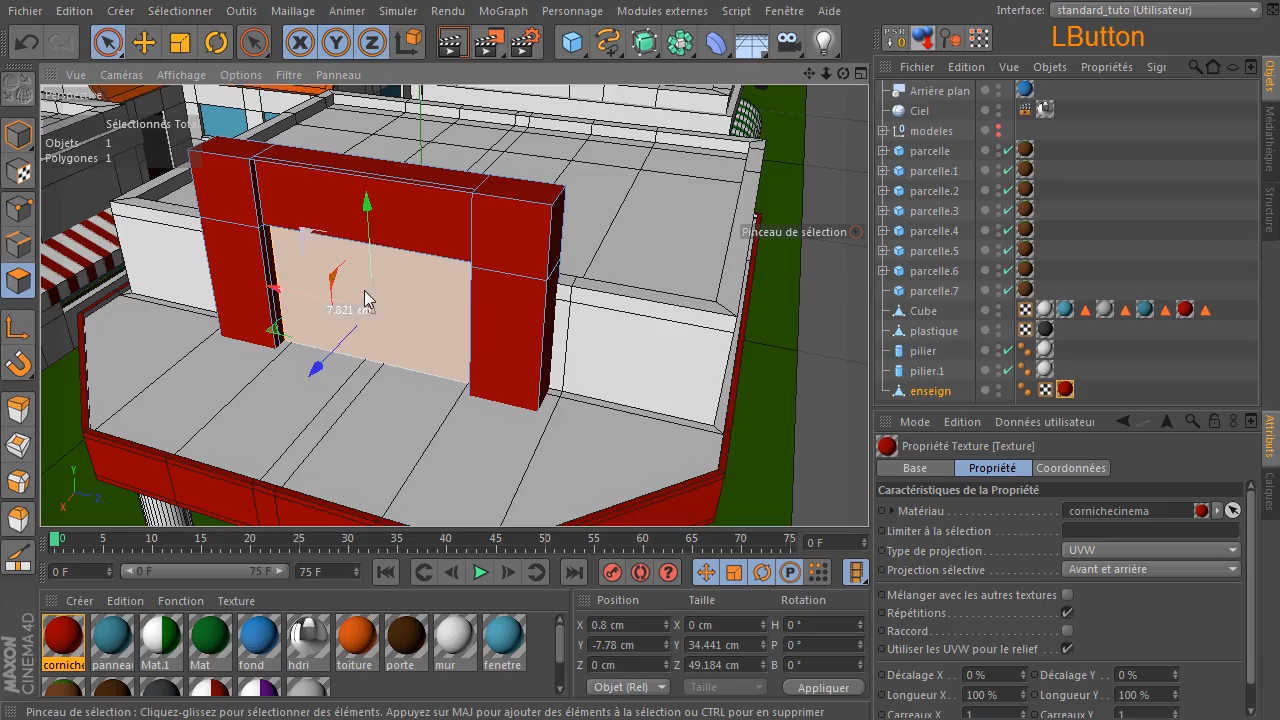 Fichier Edition Créer Sélectionner Outils Maillage Animer Simuler Rendu MoGraph Personnage Modules externes Script Fenêtre Aide
Interface: standard_tuto (Utilisateur)
LButton
PSR
0
X Y Z
Vue Caméras Affichage Options Filtre Panneau
Fichier Edition Vue Objets Propriétés
Perspective
Objets 1
Polygones 1
Pinceau de sélection
7.821
Y
Z
X
Arrière plan
Ciel
modeles
parcelle
parcelle.1
parcelle.2
parcelle.3
parcelle.4
parcelle.5
parcelle.6
parcelle.7
Cube
plastique
pilier
pilier.1
enseign
Objets
Médiathèque
Structure
Mode Edition Données utilisateur
Propriété Texture [Texture]
Base Propriété Coordonnées
Caractéristiques de la Propriété
Matériau cornichecinema
Limiter à la sélection
Type de projection UVW
Projection sélective Avant et arrière
Mélanger avec les autres textures
Répétitions
Raccord
Utiliser les UVW pour le relief
Décalage X 0 % Décalage Y 0 %
Longueur X 100 % Longueur Y 100 %
Carreaux X 1 Carreaux Y 1
Attributs
Calques
0 5 10 15 20 25 30 35 40 45 50 55 60 65 70 75
0 F
0 F 0 F 75 F 75 F
P
Créer Edition Fonction Texture
Position Taille Rotation
X 0.8 cm X 0 cm H 0 °
Y -7.78 cm Y 34.441 cm P 0 °
Z 0 cm Z 49.184 cm B 0 °
Objet (Rel) Taille Appliquer
corniche pannea Mat.1 Mat fond hdri toiture porte mur fenetre
MAXON
CINEMA 4D
Pinceau de sélection : Cliquez-glissez pour sélectionner des éléments. Appuyez sur MAJ pour ajouter des éléments à la sélection ou CTRL pour en supprimer